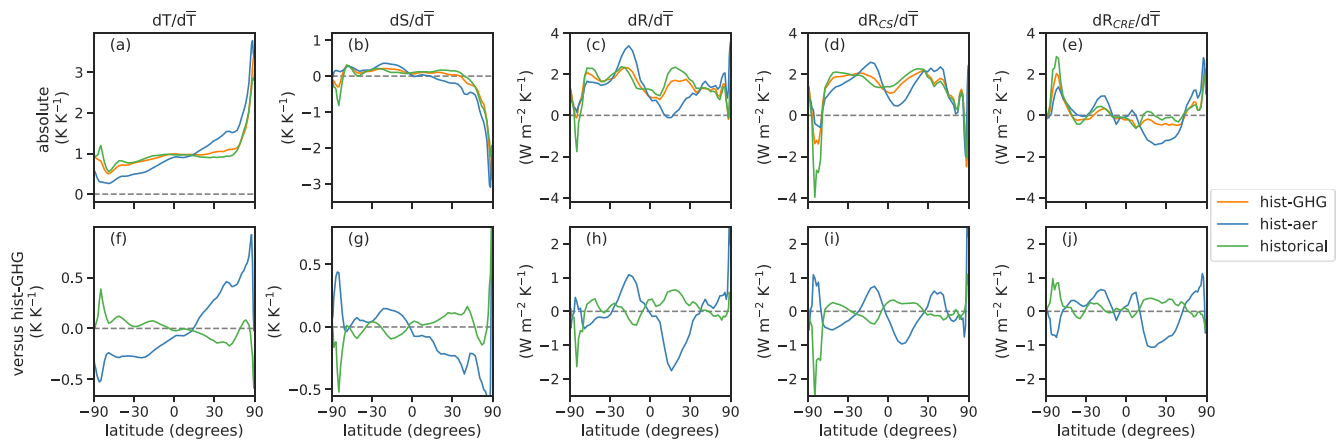 dT/dT̅ dS/dT̅ dR/dT̅ dR_CS/dT̅ dR_CRE/dT̅
(a) (b) (c) (d) (e)
absolute
(K K⁻¹) (K K⁻¹) (W m⁻² K⁻¹) (W m⁻² K⁻¹) (W m⁻² K⁻¹)
3 2 1 0
1 0 −1 −2 −3
4 2 0 −2
4 2 0 −2 −4
4 2 0 −2 −4
hist-GHG
hist-aer
historical
(f) (g) (h) (i) (j)
versus hist-GHG
(K K⁻¹) (K K⁻¹) (W m⁻² K⁻¹) (W m⁻² K⁻¹) (W m⁻² K⁻¹)
0.5 0.0 −0.5
0.5 0.0 −0.5
2 1 0 −1 −2
2 1 0 −1 −2
2 1 0 −1 −2
−90 −30 0 30 90 −90 −30 0 30 90 −90 −30 0 30 90 −90 −30 0 30 90 −90 −30 0 30 90
latitude (degrees) latitude (degrees) latitude (degrees) latitude (degrees) latitude (degrees)